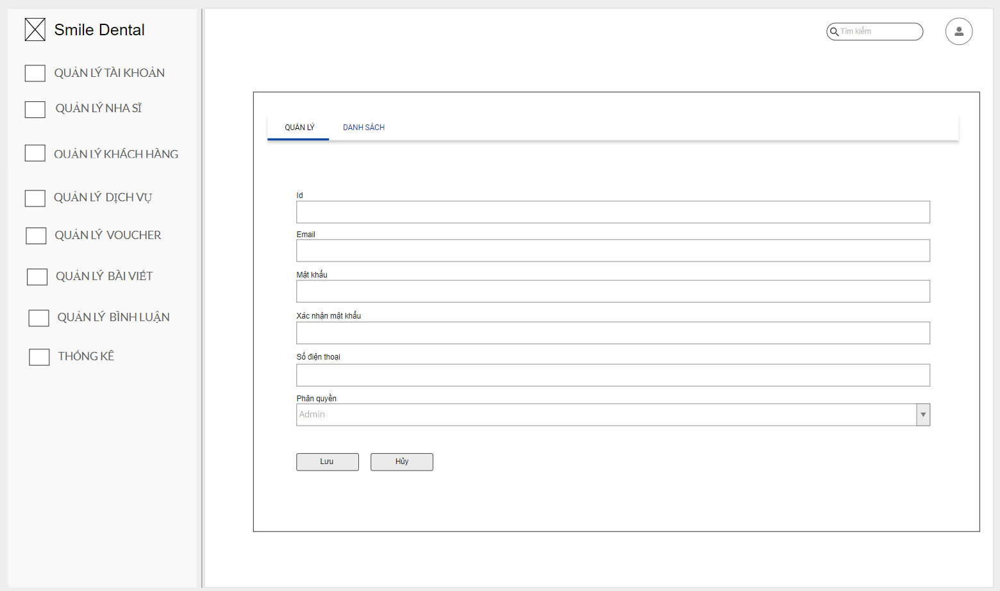 Smile Dental
QUẢN LÝ TÀI KHOẢN
QUẢN LÝ NHA SĨ
QUẢN LÝ KHÁCH HÀNG
QUẢN LÝ DỊCH VỤ
QUẢN LÝ VOUCHER
QUẢN LÝ BÀI VIẾT
QUẢN LÝ BÌNH LUẬN
THỐNG KÊ
Tìm kiếm
QUẢN LÝ
DANH SÁCH
Id
Email
Mật khẩu
Xác nhận mật khẩu
Số điện thoại
Phân quyền
Admin
Lưu
Hủy